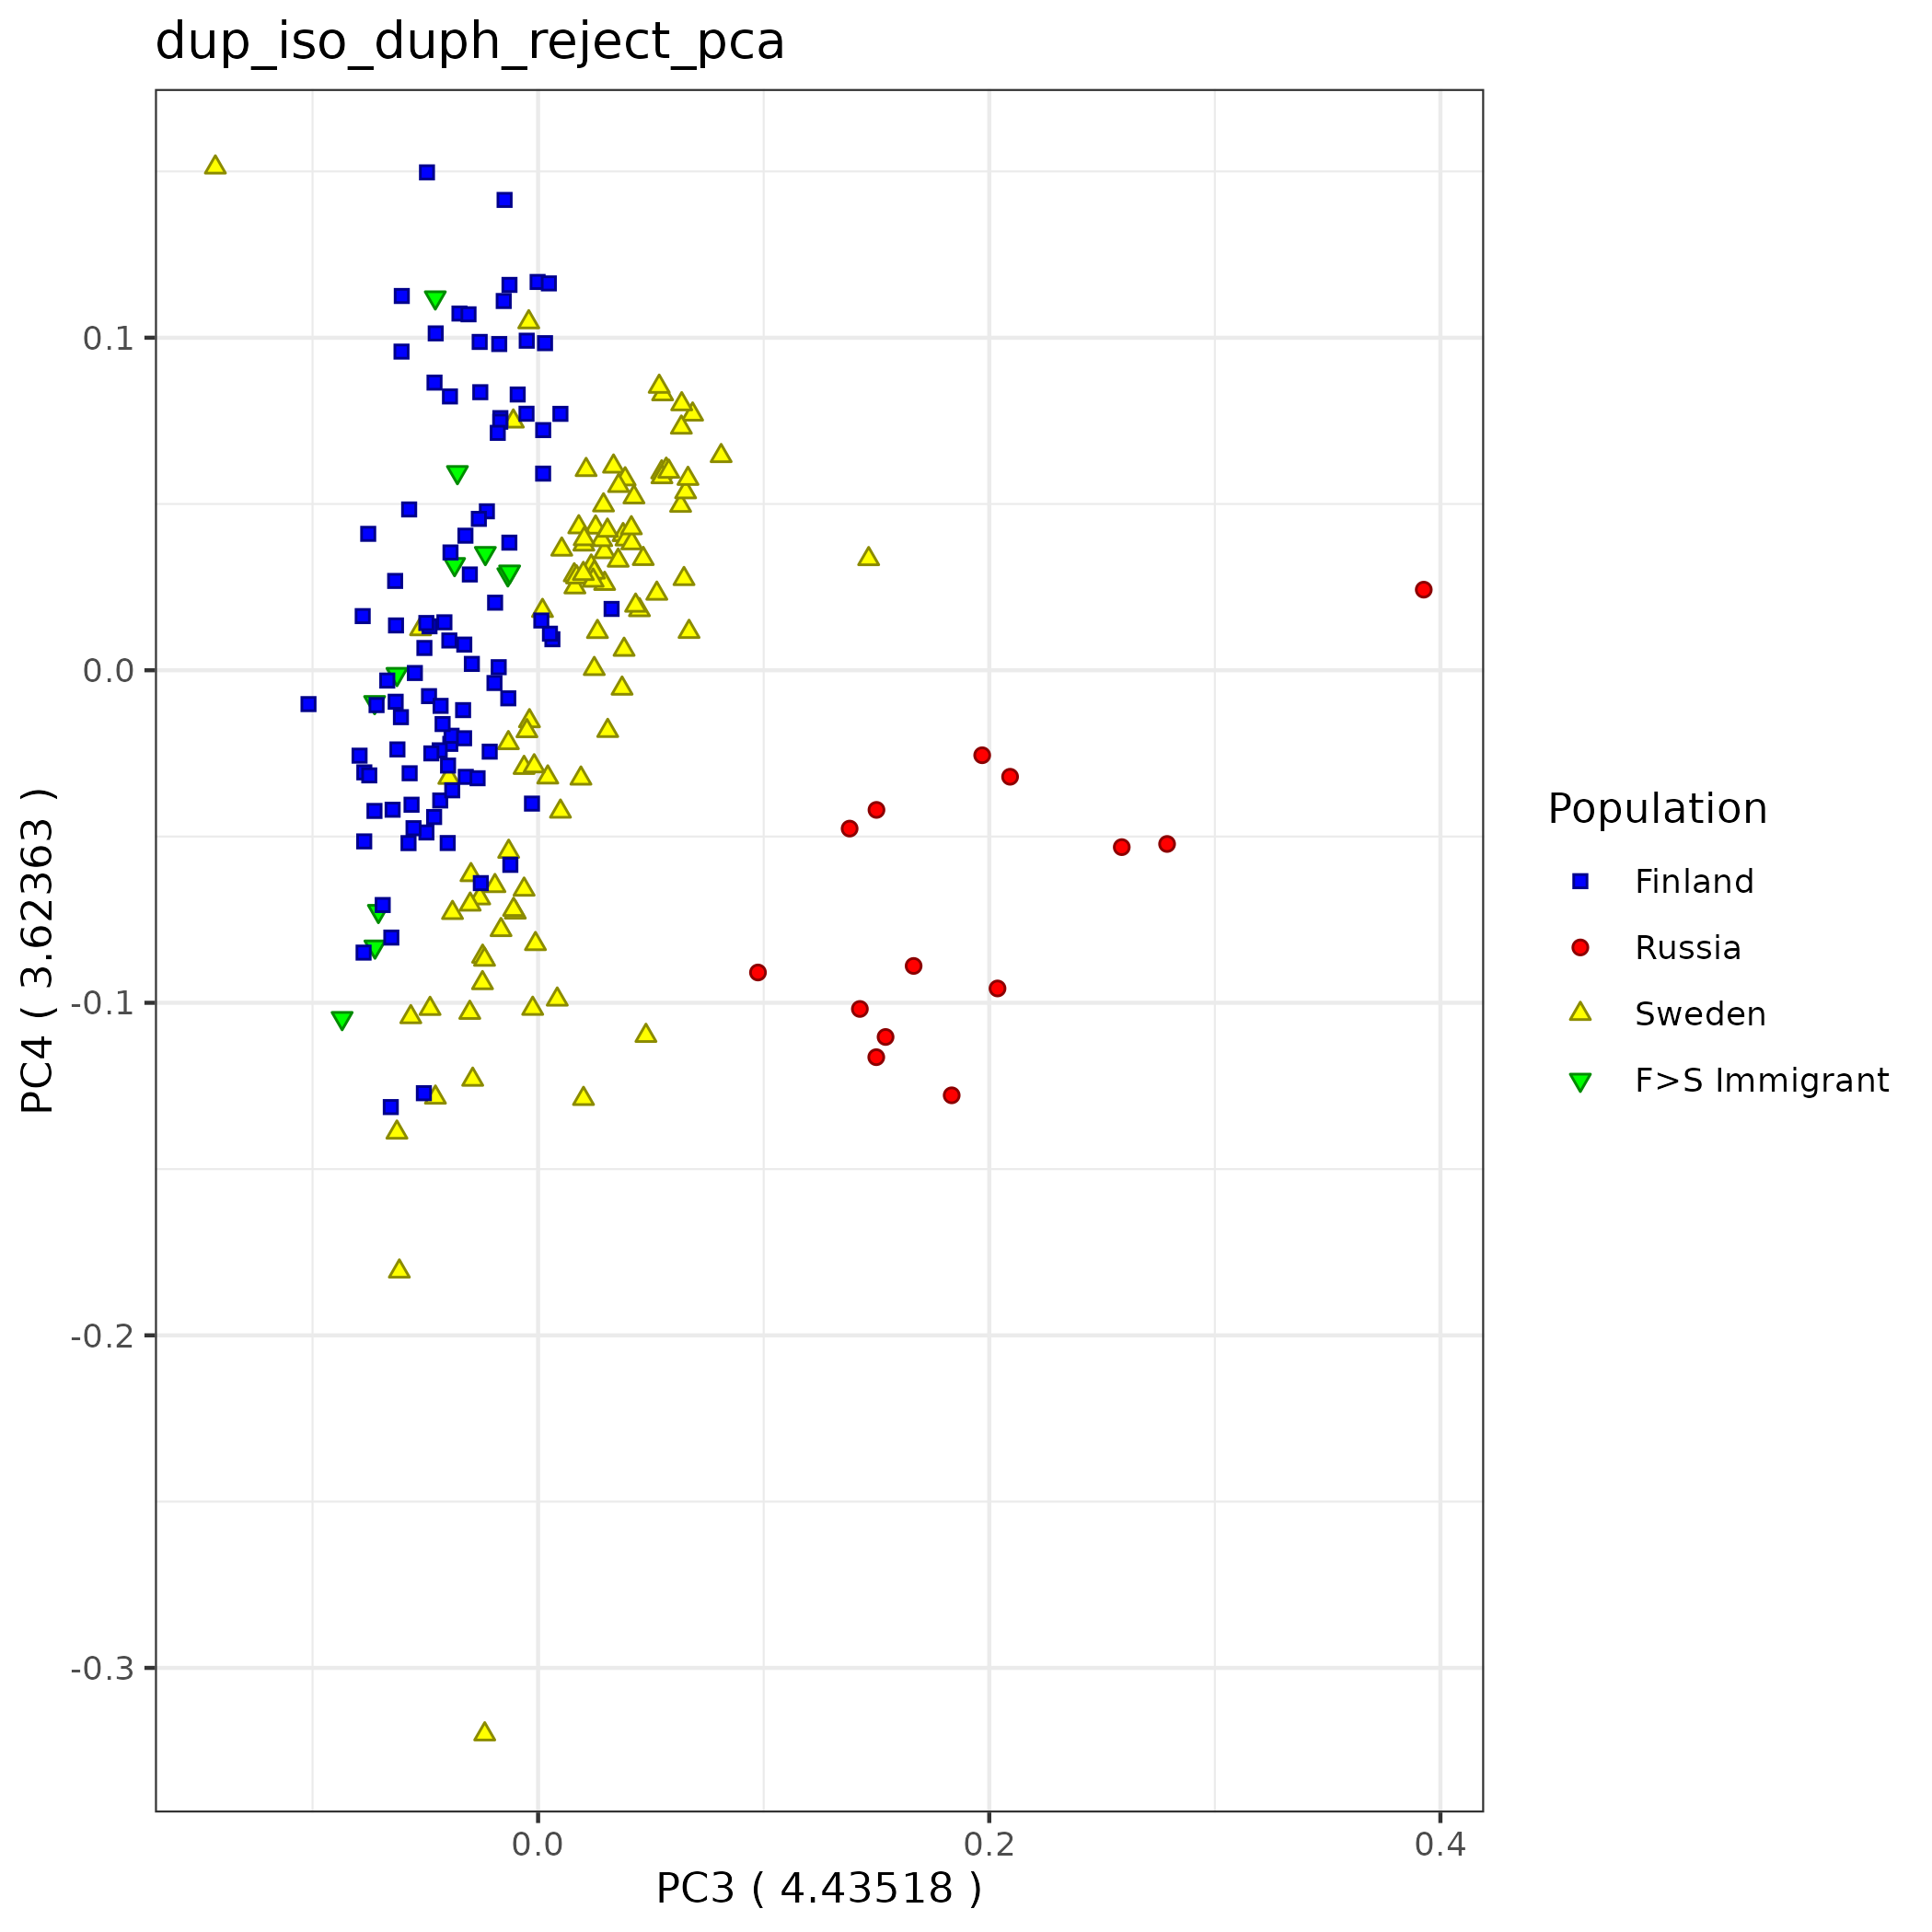 dup_iso_duph_reject_pca
0.1
0.0
-0.1
-0.2
-0.3
PC4 ( 3.62363 )
0.0
0.2
0.4
PC3 ( 4.43518 )
Population
Finland
Russia
Sweden
F>S Immigrant